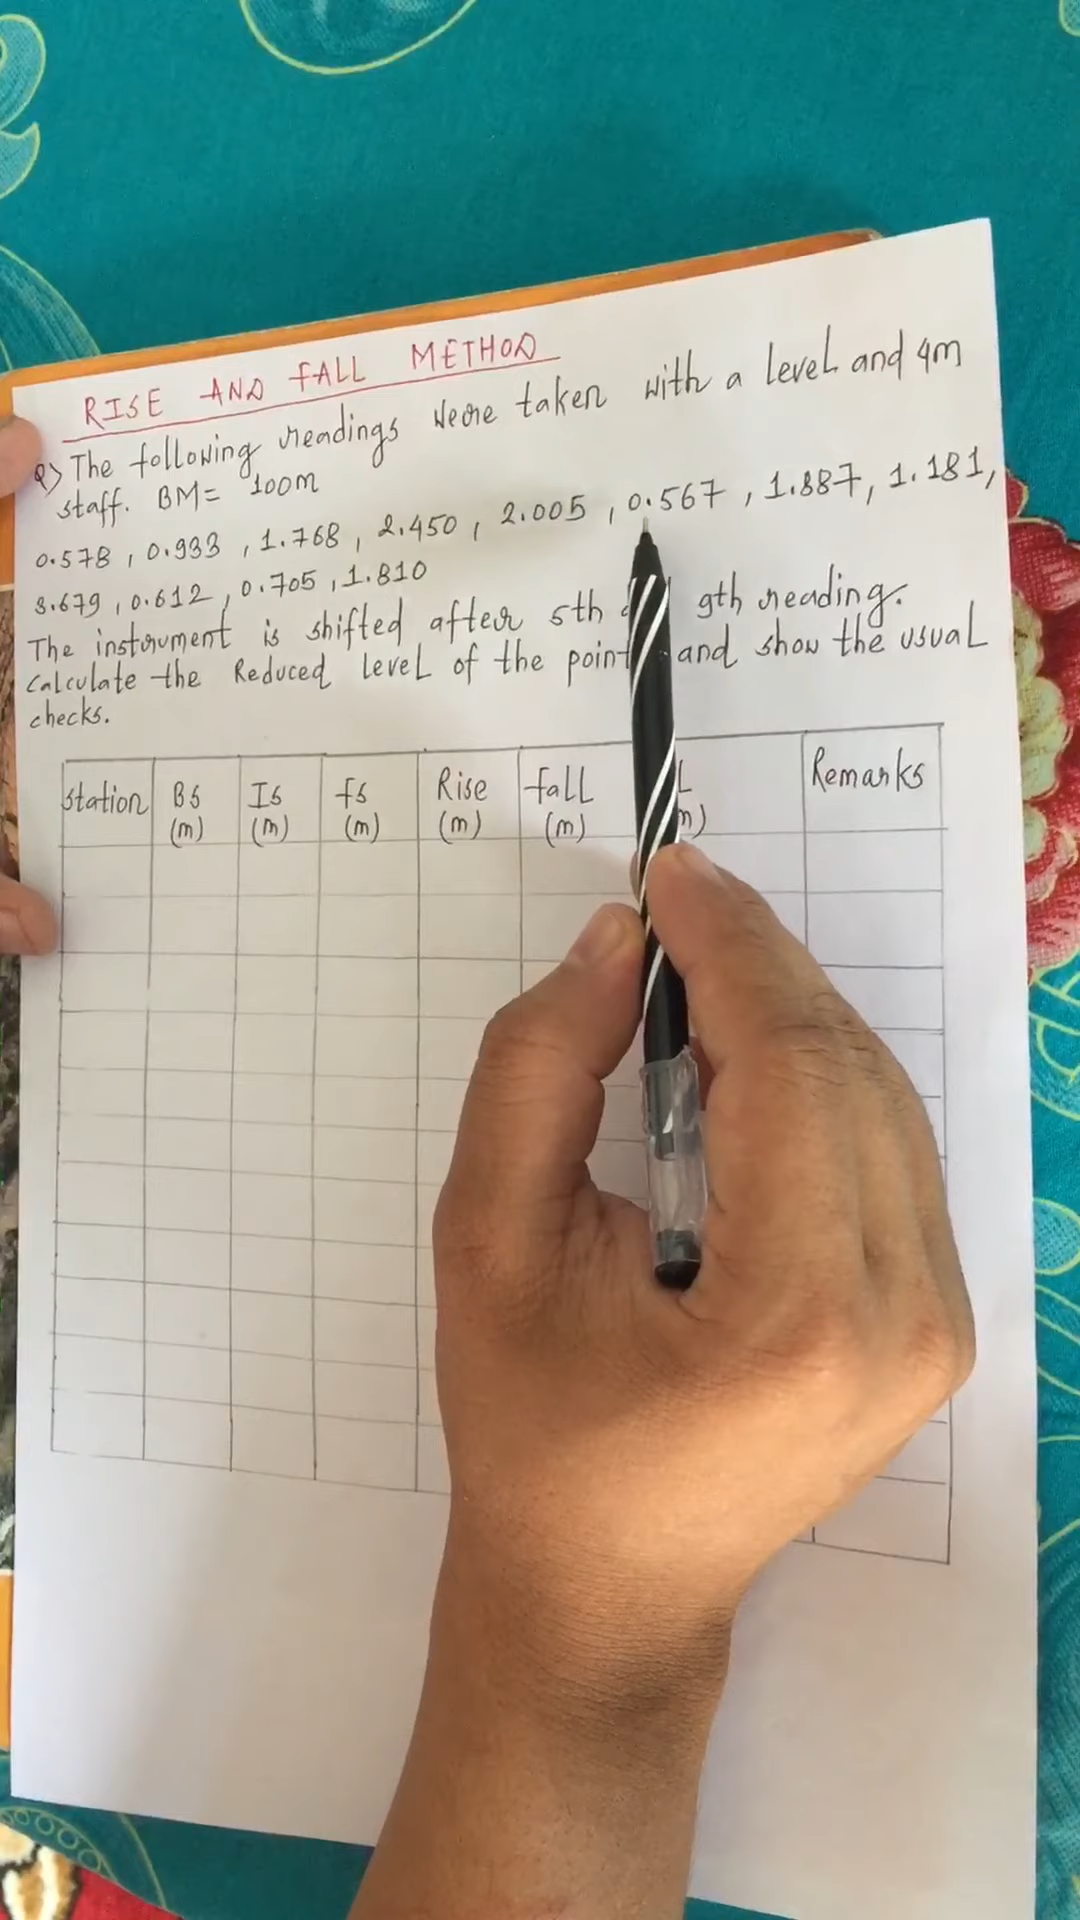 RISE AND FALL METHOD
Q> The following readings were taken with a level and 4m
staff. BM= 100m
0.578, 0.933, 1.768, 2.450, 2.005, 0.567, 1.887, 1.181,
3.679, 0.612, 0.705, 1.810
The instrument is shifted after 5th 9th reading.
Calculate the Reduced level of the point and show the usual
checks.
Station BS (m) IS (m) FS (m) Rise (m) fall (m) L m) Remarks